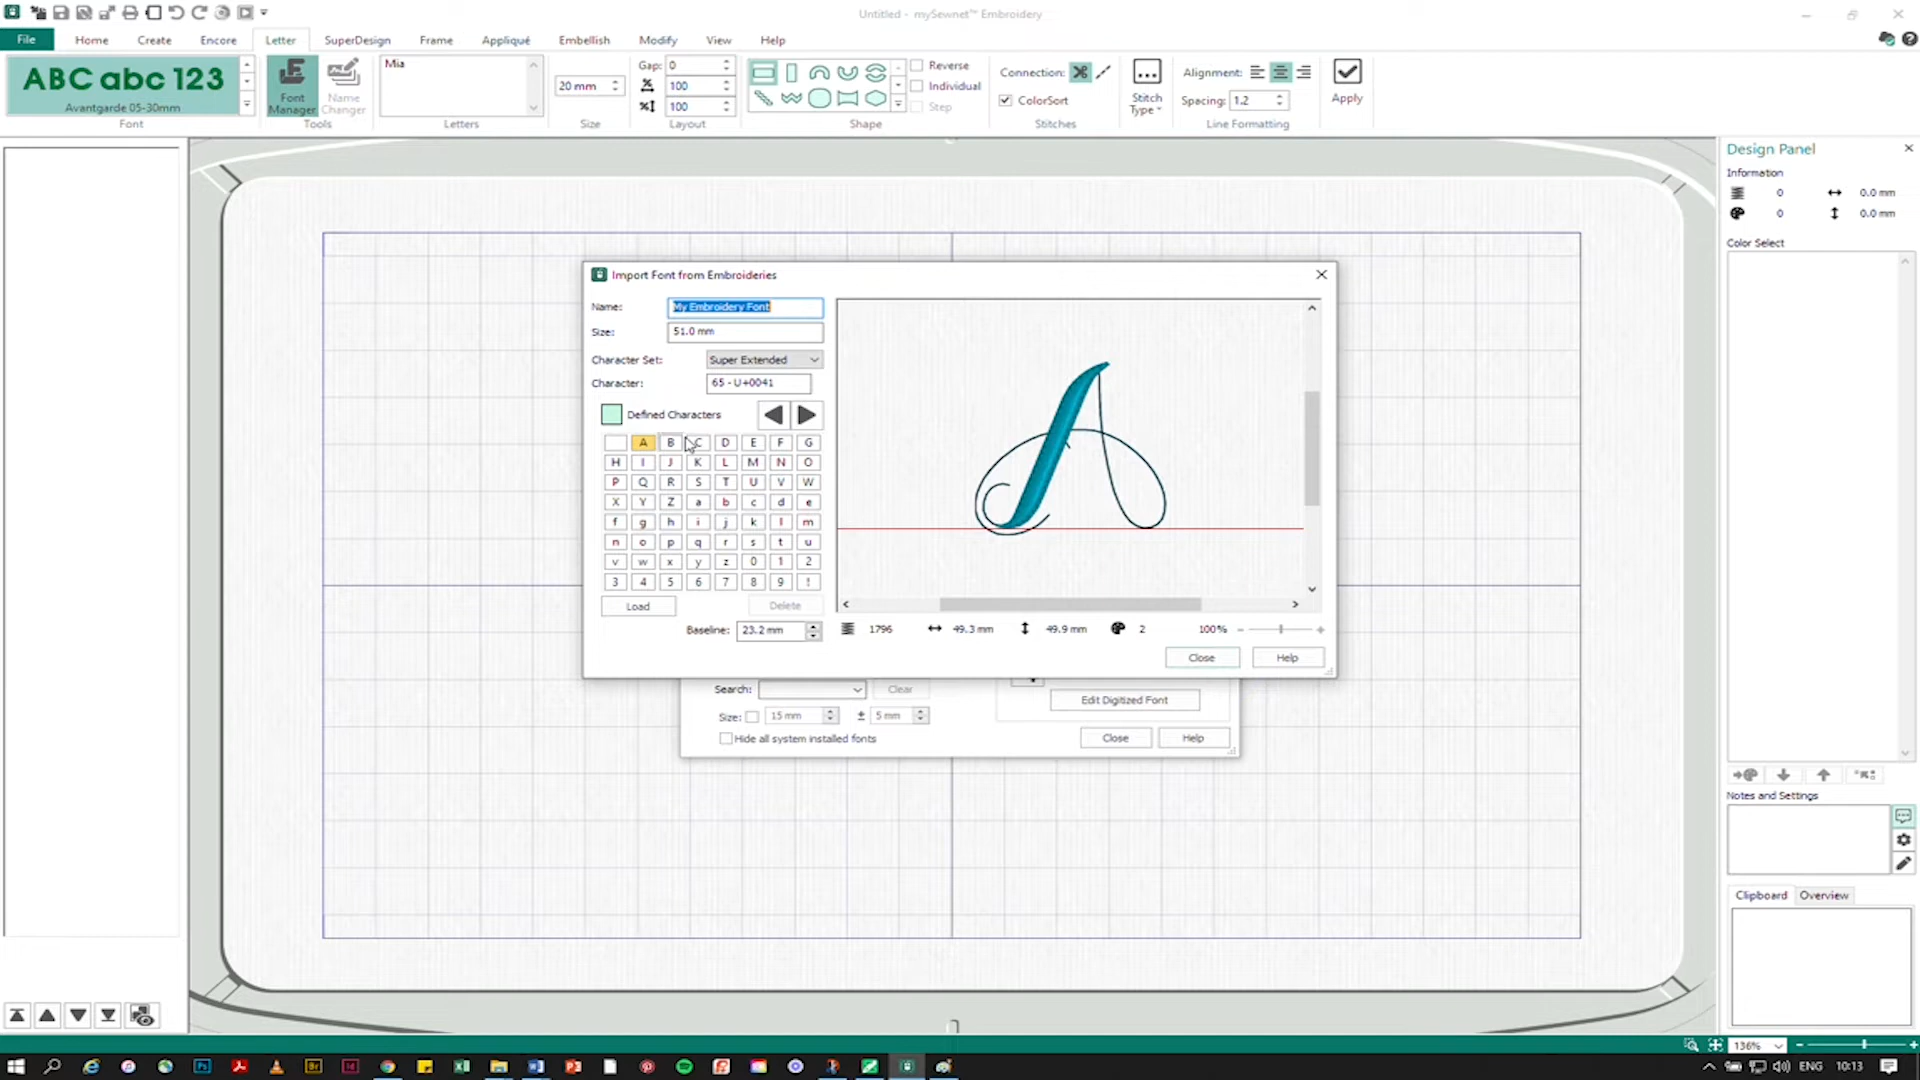 Untitled - mySewnet™ Embroidery
File Home Create Encore Letter SuperDesign Frame Appliqué Embellish Modify View Help
ABC abc 123
Avantgarde 05-30mm
Font
Font Manager
Name Changer
Tools
Mia
Letters
20 mm
Size
Gap: 0
100
100
Layout
Reverse
Individual
Step
Shape
Connection:
ColorSort
Stitches
Stitch Type
Alignment:
Spacing: 1.2
Line Formatting
Apply
Design Panel
Information
0 0.0 mm
0 0.0 mm
Color Select
Notes and Settings
Clipboard Overview
Import Font from Embroideries
Name: My Embroidery Font
Size: 51.0 mm
Character Set: Super Extended
Character: 65 - U+0041
Defined Characters
A B C D E F G
H I J K L M N O
P Q R S T U V W
X Y Z a b c d e
f g h i j k l m
n o p q r s t u
v w x y z 0 1 2
3 4 5 6 7 8 9 !
Load Delete
Baseline: 23.2 mm
A
1796 49.3 mm 49.9 mm 2 100%
Close Help
Search: Clear
Size: 15 mm ± 5 mm
Hide all system installed fonts
Edit Digitized Font
Close Help
136%
ENG 10:13